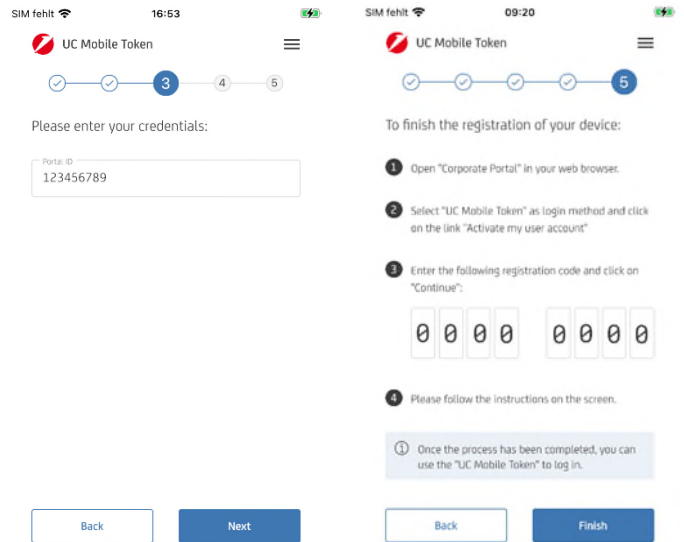 SIM fehlt 16:53
UC Mobile Token
3 4 5
Please enter your credentials:
Portal ID
123456789
Back Next
SIM fehlt 09:20
UC Mobile Token
5
To finish the registration of your device:
1 Open "Corporate Portal" in your web browser.
2 Select "UC Mobile Token" as login method and click
on the link "Activate my user account"
3 Enter the following registration code and click on
"Continue":
0 0 0 0 0 0 0 0
4 Please follow the instructions on the screen.
Once the process has been completed, you can
use the "UC Mobile Token" to log in.
Back Finish